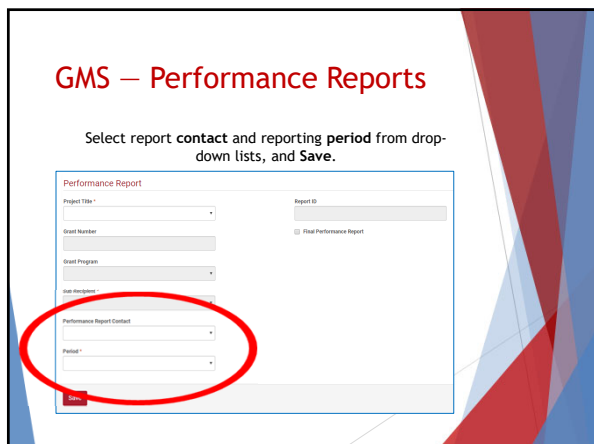 GMS — Performance Reports
Select report contact and reporting period from drop-
down lists, and Save.
Performance Report
Project Title *
Report ID
Grant Number
Final Performance Report
Grant Program
Sub Recipient *
Performance Report Contact
Period *
Save